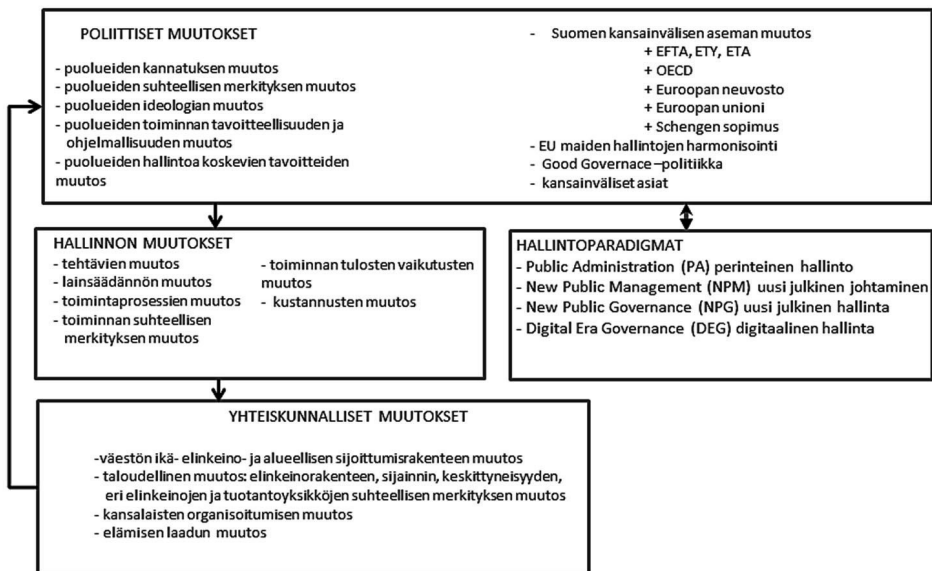 POLIITTISET MUUTOKSET
- puolueiden kannatuksen muutos
- puolueiden suhteellisen merkityksen muutos
- puolueiden ideologian muutos
- puolueiden toiminnan tavoitteellisuuden ja
ohjelmallisuuden muutos
- puolueiden hallintoa koskevien tavoitteiden
muutos
- Suomen kansainvälisen aseman muutos
+ EFTA, ETY, ETA
+ OECD
+ Euroopan neuvosto
+ Euroopan unioni
+ Schengen sopimus
- EU maiden hallintojen harmonisointi
- Good Governace –politiikka
- kansainväliset asiat
HALLINNON MUUTOKSET
- tehtävien muutos
- lainsäädännön muutos
- toimintaprosessien muutos
- toiminnan suhteellisen
merkityksen muutos
- toiminnan tulosten vaikutusten
muutos
- kustannusten muutos
HALLINTOPARADIGMAT
- Public Administration (PA) perinteinen hallinto
- New Public Management (NPM) uusi julkinen johtaminen
- New Public Governance (NPG) uusi julkinen hallinta
- Digital Era Governance (DEG) digitaalinen hallinta
YHTEISKUNNALLISET MUUTOKSET
-väestön ikä- elinkeino- ja alueellisen sijoittumisrakenteen muutos
- taloudellinen muutos: elinkeinorakenteen, sijainnin, keskittyneisyyden,
eri elinkeinojen ja tuotantoyksikköjen suhteellisen merkityksen muutos
- kansalaisten organisoitumisen muutos
- elämisen laadun muutos